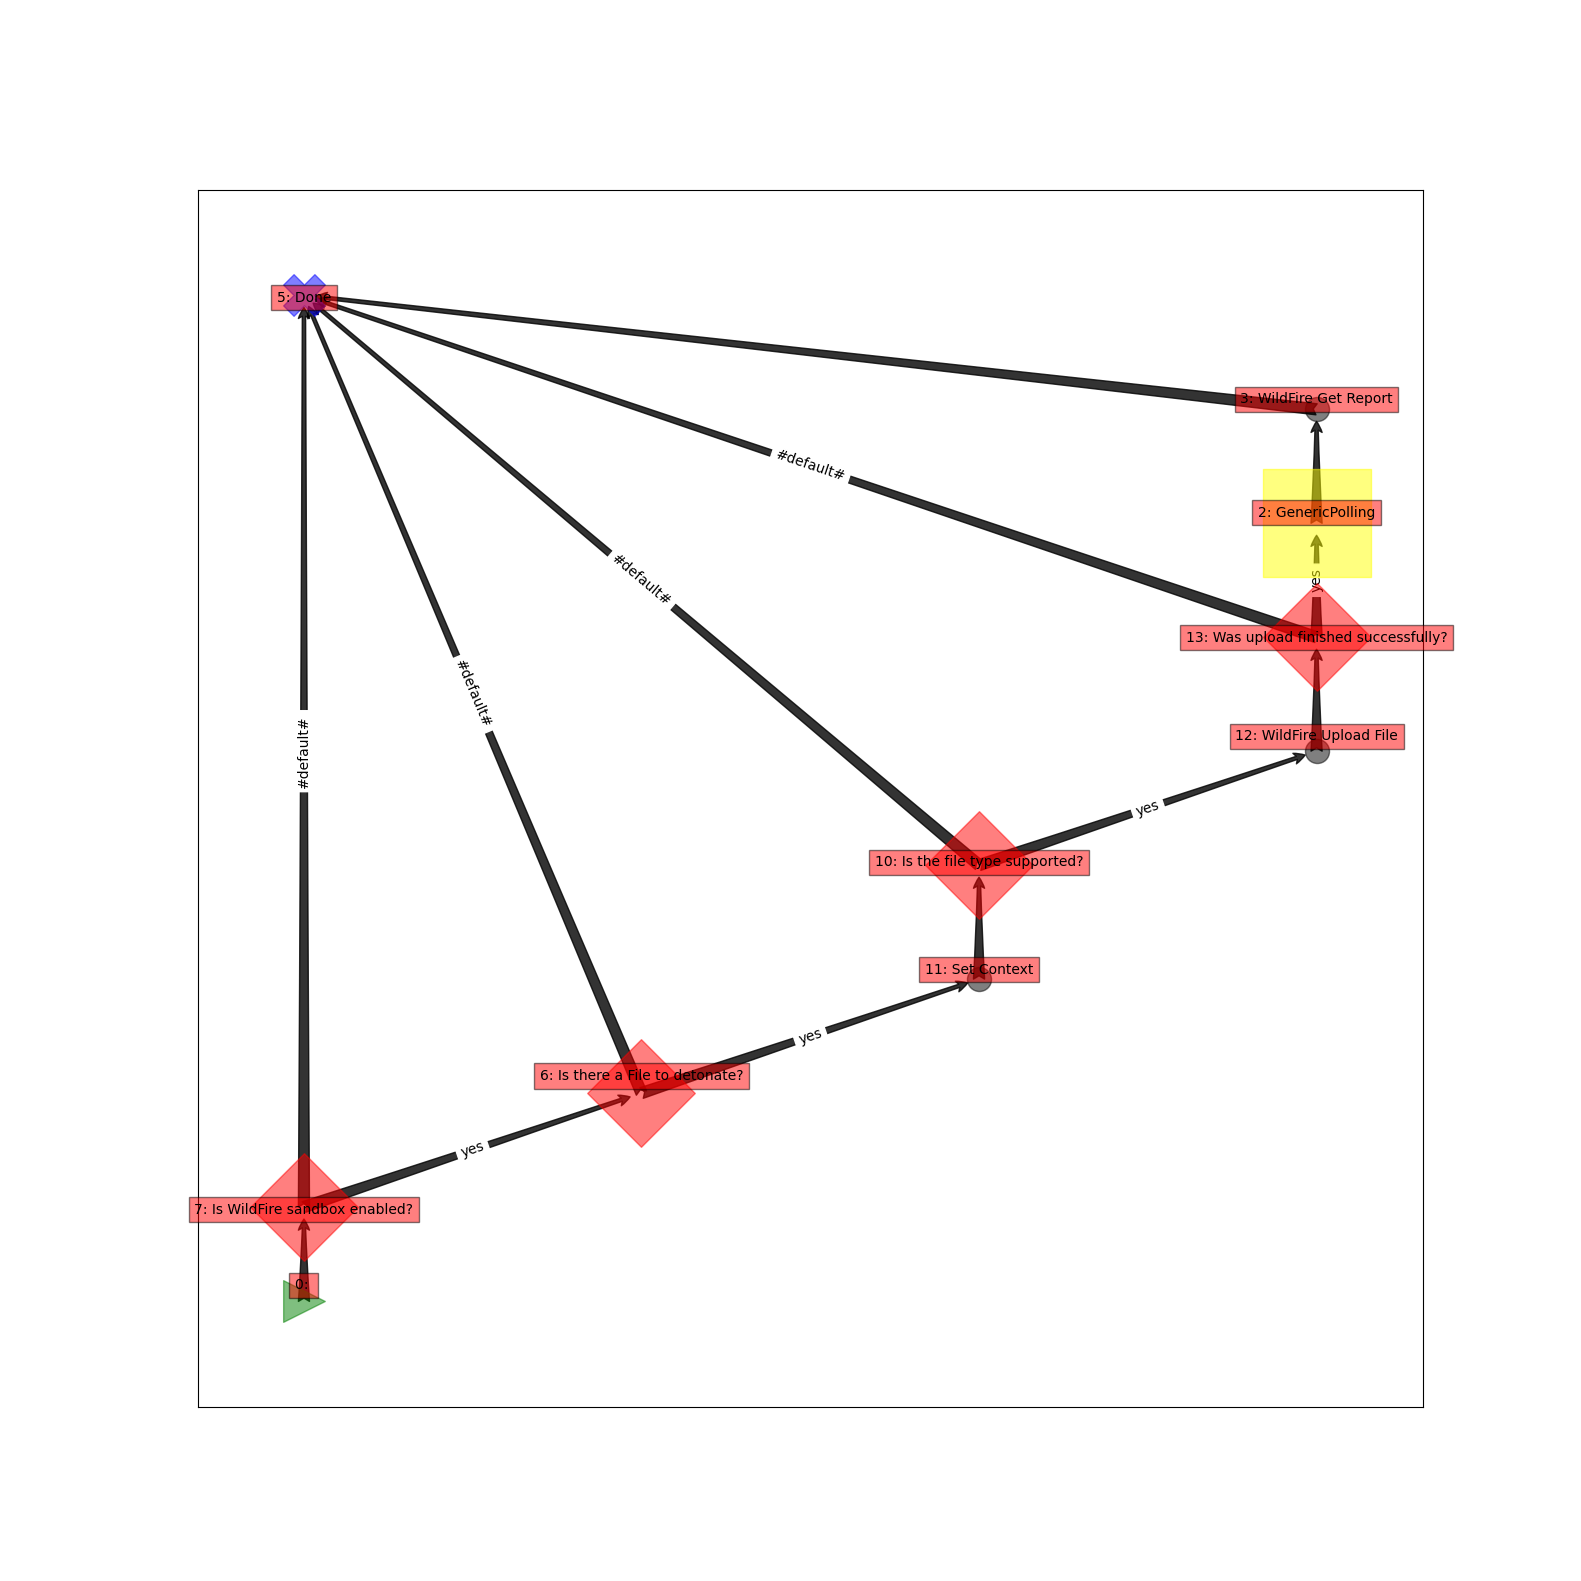 5: Done
3: WildFire Get Report
#default#
2: GenericPolling
#default#
yes
13: Was upload finished successfully?
#default#
12: WildFire Upload File
#default#
yes
10: Is the file type supported?
11: Set Context
yes
6: Is there a File to detonate?
yes
7: Is WildFire sandbox enabled?
0: